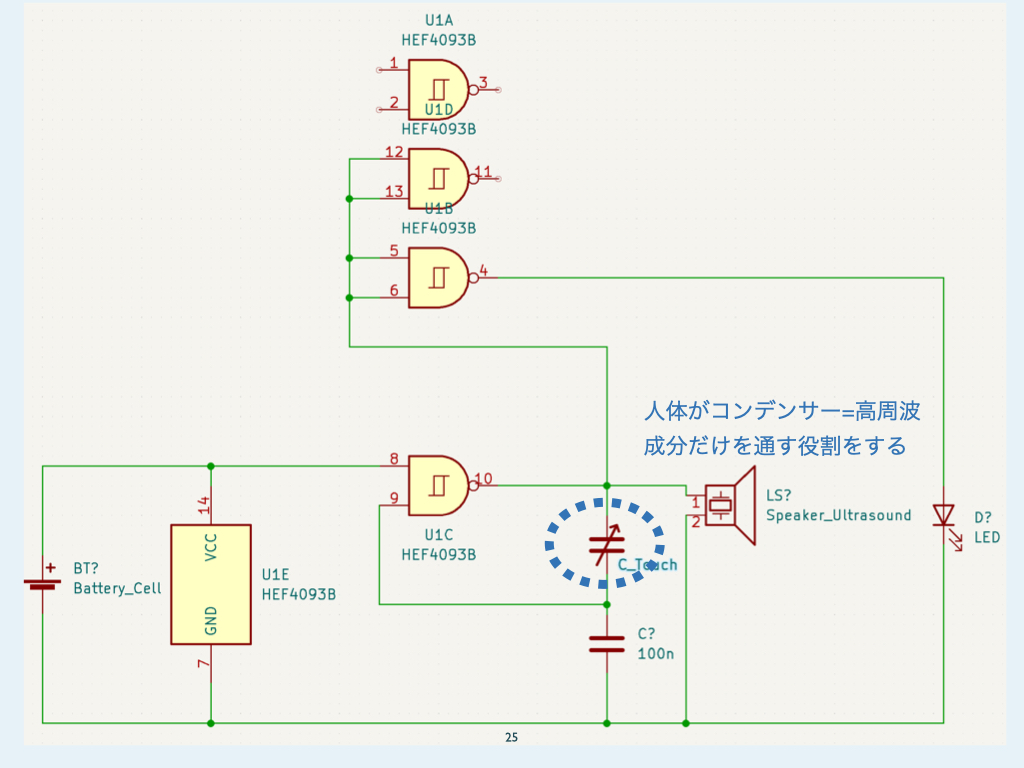 U1A
HEF4093B
1
2
3
U1D
HEF4093B
12
13
11
U1B
HEF4093B
5
6
4
人体がコンデンサー=高周波
成分だけを通す役割をする
8
9
10
U1C
HEF4093B
14
VCC
GND
7
U1E
HEF4093B
+
BT?
Battery_Cell
C_Touch
C?
100n
1
2
LS?
Speaker_Ultrasound
D?
LED
25